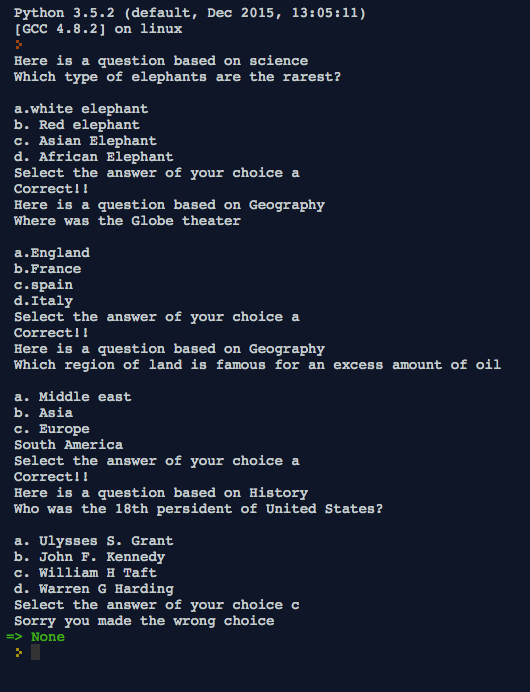 Python 3.5.2 (default, Dec 2015, 13:05:11)
[GCC 4.8.2] on linux
Here is a question based on science
Which type of elephants are the rarest?
a.white elephant
b. Red elephant
c. Asian Elephant
d. African Elephant
Select the answer of your choice a
Correct!!
Here is a question based on Geography
Where was the Globe theater
a.England
b.France
c.spain
d.Italy
Select the answer of your choice a
Correct!!
Here is a question based on Geography
Which region of land is famous for an excess amount of oil
a. Middle east
b. Asia
c. Europe
South America
Select the answer of your choice a
Correct!!
Here is a question based on History
Who was the 18th persident of United States?
a. Ulysses S. Grant
b. John F. Kennedy
c. William H Taft
d. Warren G Harding
Select the answer of your choice c
Sorry you made the wrong choice
=> None